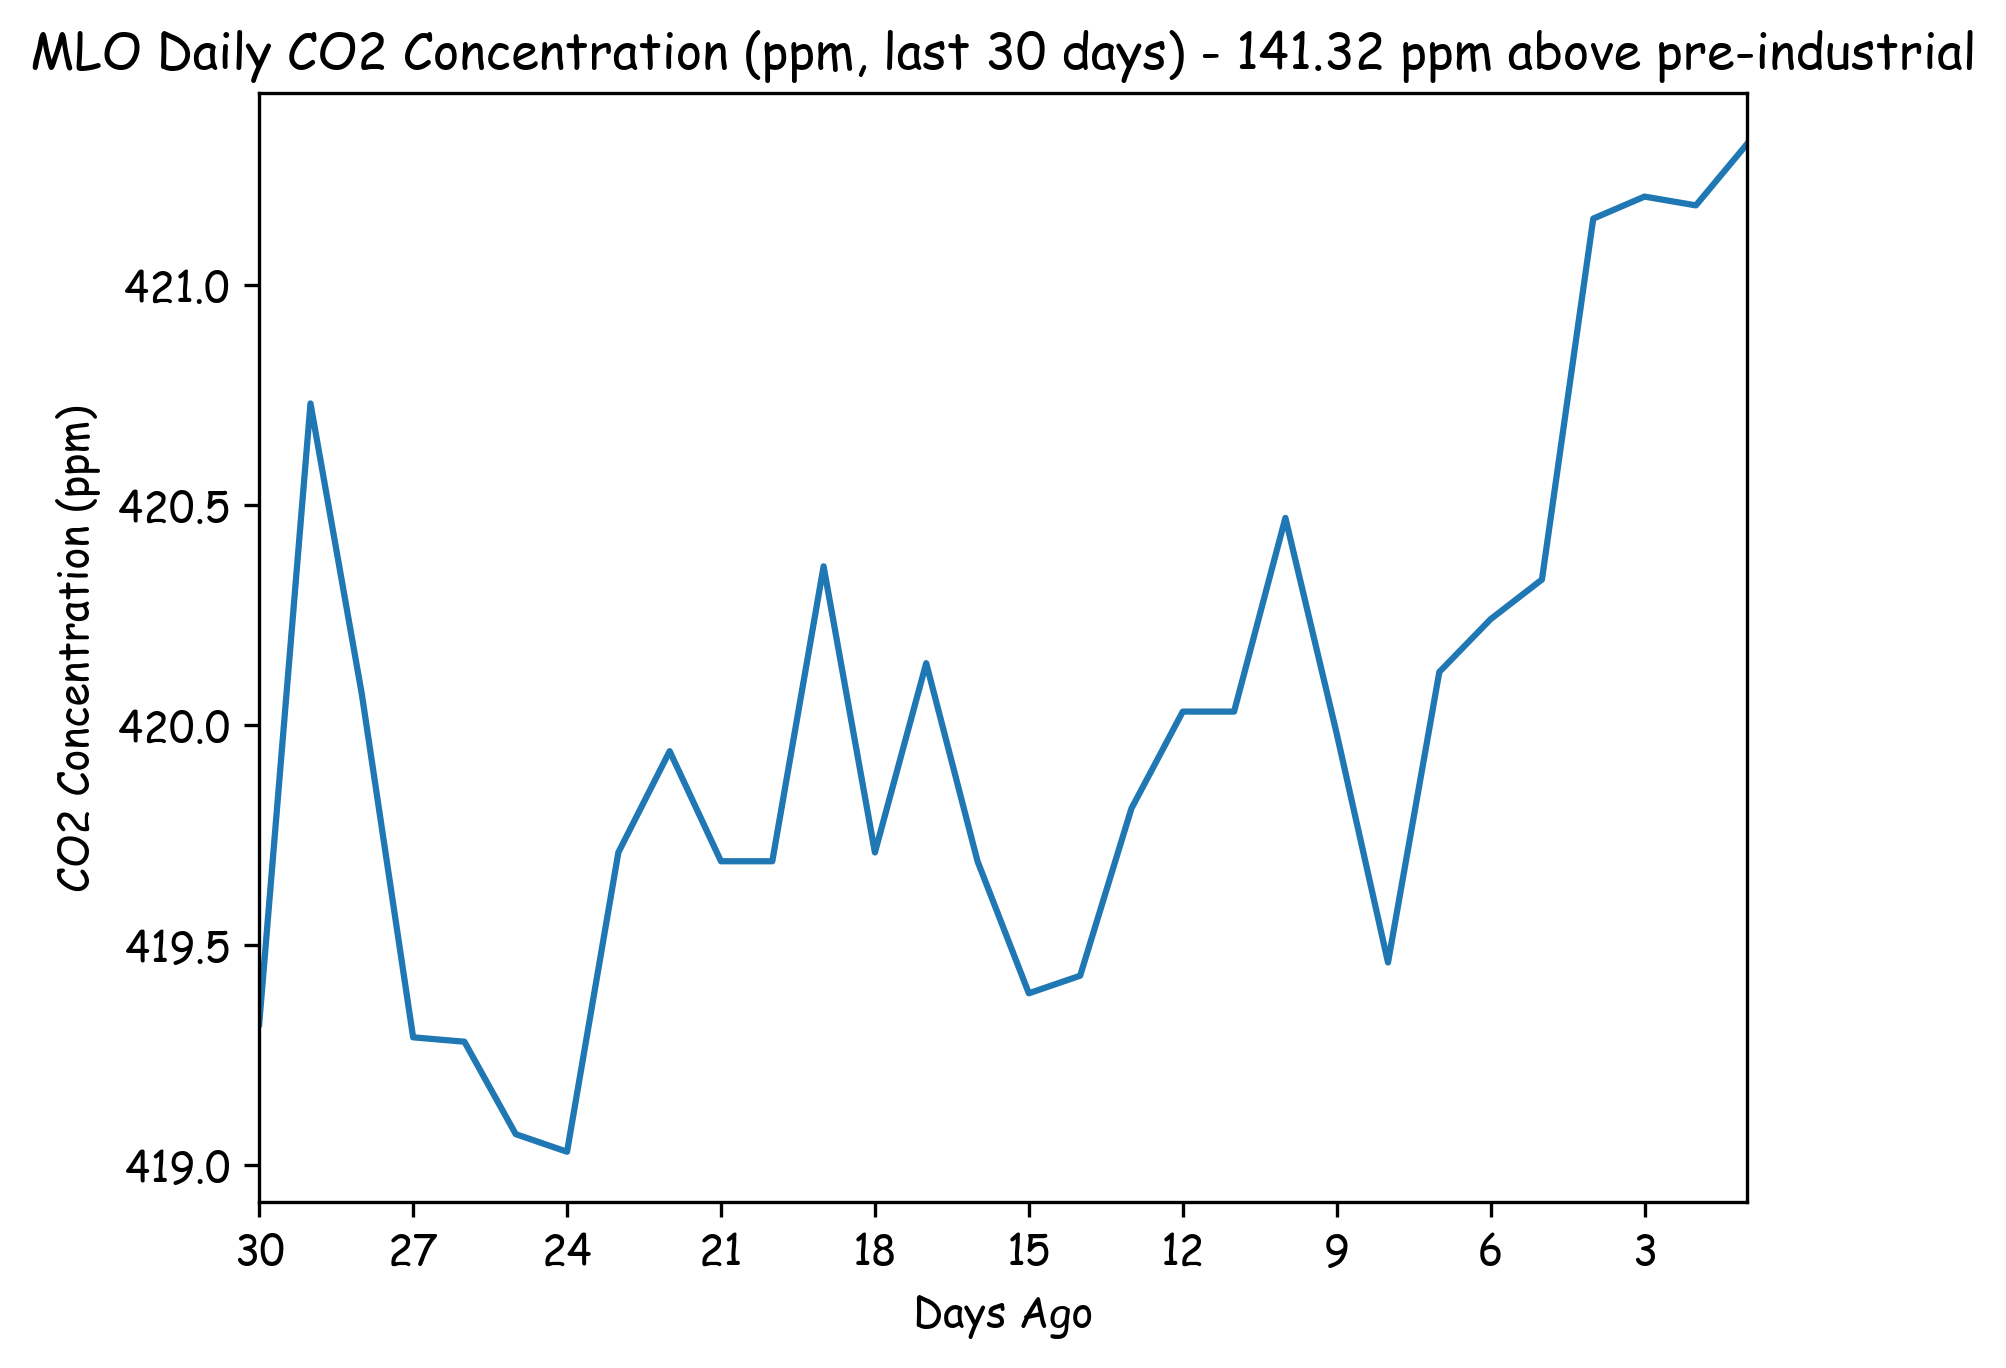 MLO Daily CO2 Concentration (ppm, last 30 days) - 141.32 ppm above pre-industrial
CO2 Concentration (ppm)
421.0
420.5
420.0
419.5
419.0
30 27 24 21 18 15 12 9 6 3
Days Ago